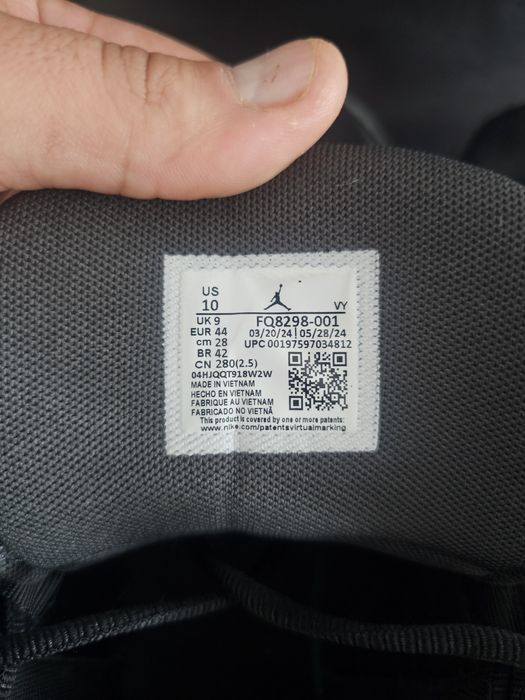 US
10
VY
UK 9
FQ8298-001
EUR 44
03/20/24 05/28/24
cm 28
UPC 00197597034812
BR 42
CN 280(2.5)
04HJQQT918W2W
MADE IN VIETNAM
HECHO EN VIETNAM
FABRIQUE AU VIETNAM
FABRICADO NO VIETNÃ
This product is covered by one or more patents:
www.nike.com/patentsvirtualmarking